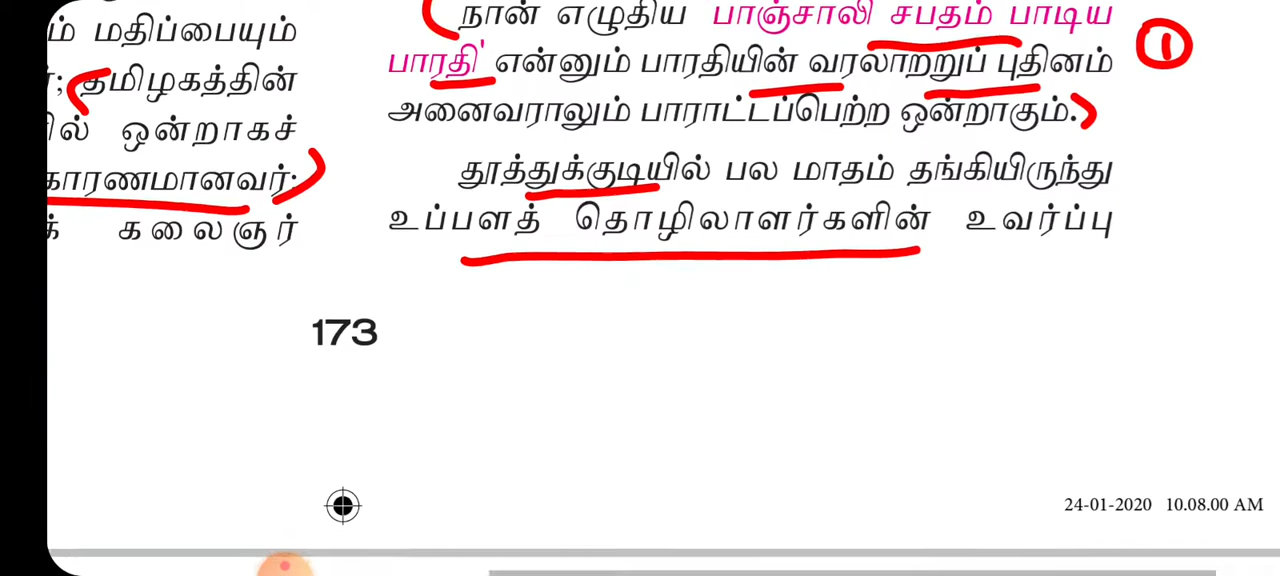 ம் மதிப்பையும்
ர்; தமிழகத்தின்
ில் ஒன்றாகச்
காரணமானவர்;
க் கலைஞர்
நான் எழுதிய பாஞ்சாலி சபதம் பாடிய
பாரதி' என்னும் பாரதியின் வரலாற்றுப் புதினம்
அனைவராலும் பாராட்டப்பெற்ற ஒன்றாகும்.
1
தூத்துக்குடியில் பல மாதம் தங்கியிருந்து
உப்பளத் தொழிலாளர்களின் உவர்ப்பு
173
24-01-2020 10.08.00 AM